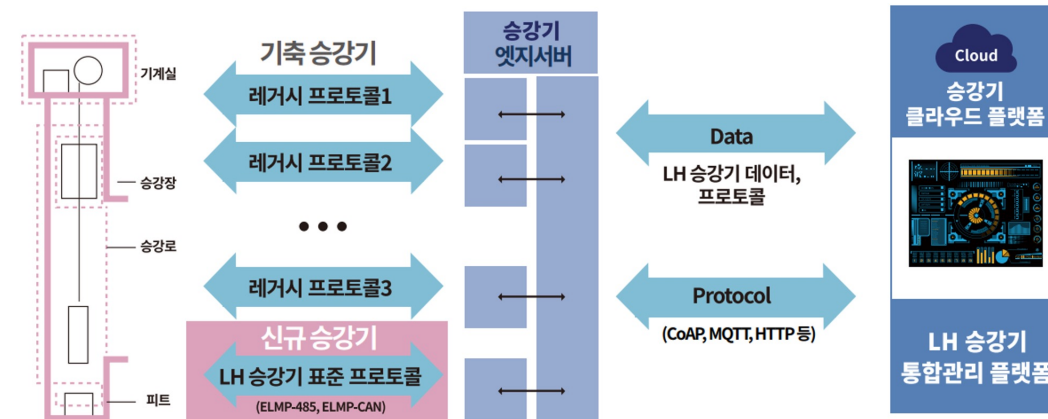 기계실
승강장
승강로
피트
기축 승강기
레거시 프로토콜1
레거시 프로토콜2
•••
레거시 프로토콜3
신규 승강기
LH 승강기 표준 프로토콜
(ELMP-485, ELMP-CAN)
승강기
엣지서버
Data
LH 승강기 데이터,
프로토콜
Protocol
(CoAP, MQTT, HTTP 등)
Cloud
승강기
클라우드 플랫폼
LH 승강기
통합관리 플랫폼